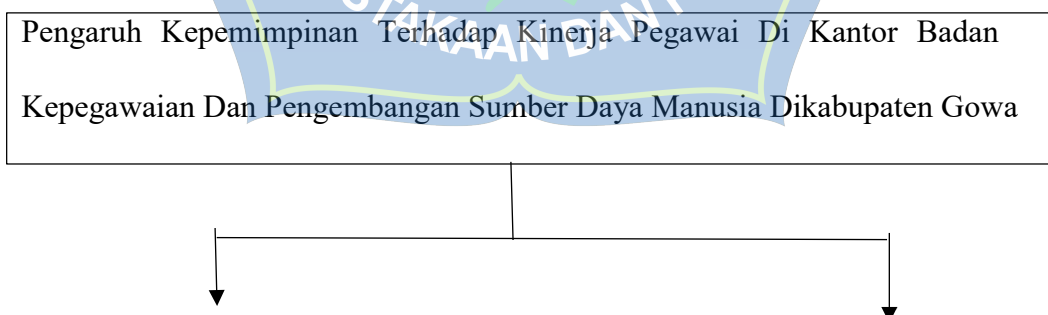 Pengaruh Kepemimpinan Terhadap Kinerja Pegawai Di Kantor Badan
Kepegawaian Dan Pengembangan Sumber Daya Manusia Dikabupaten Gowa